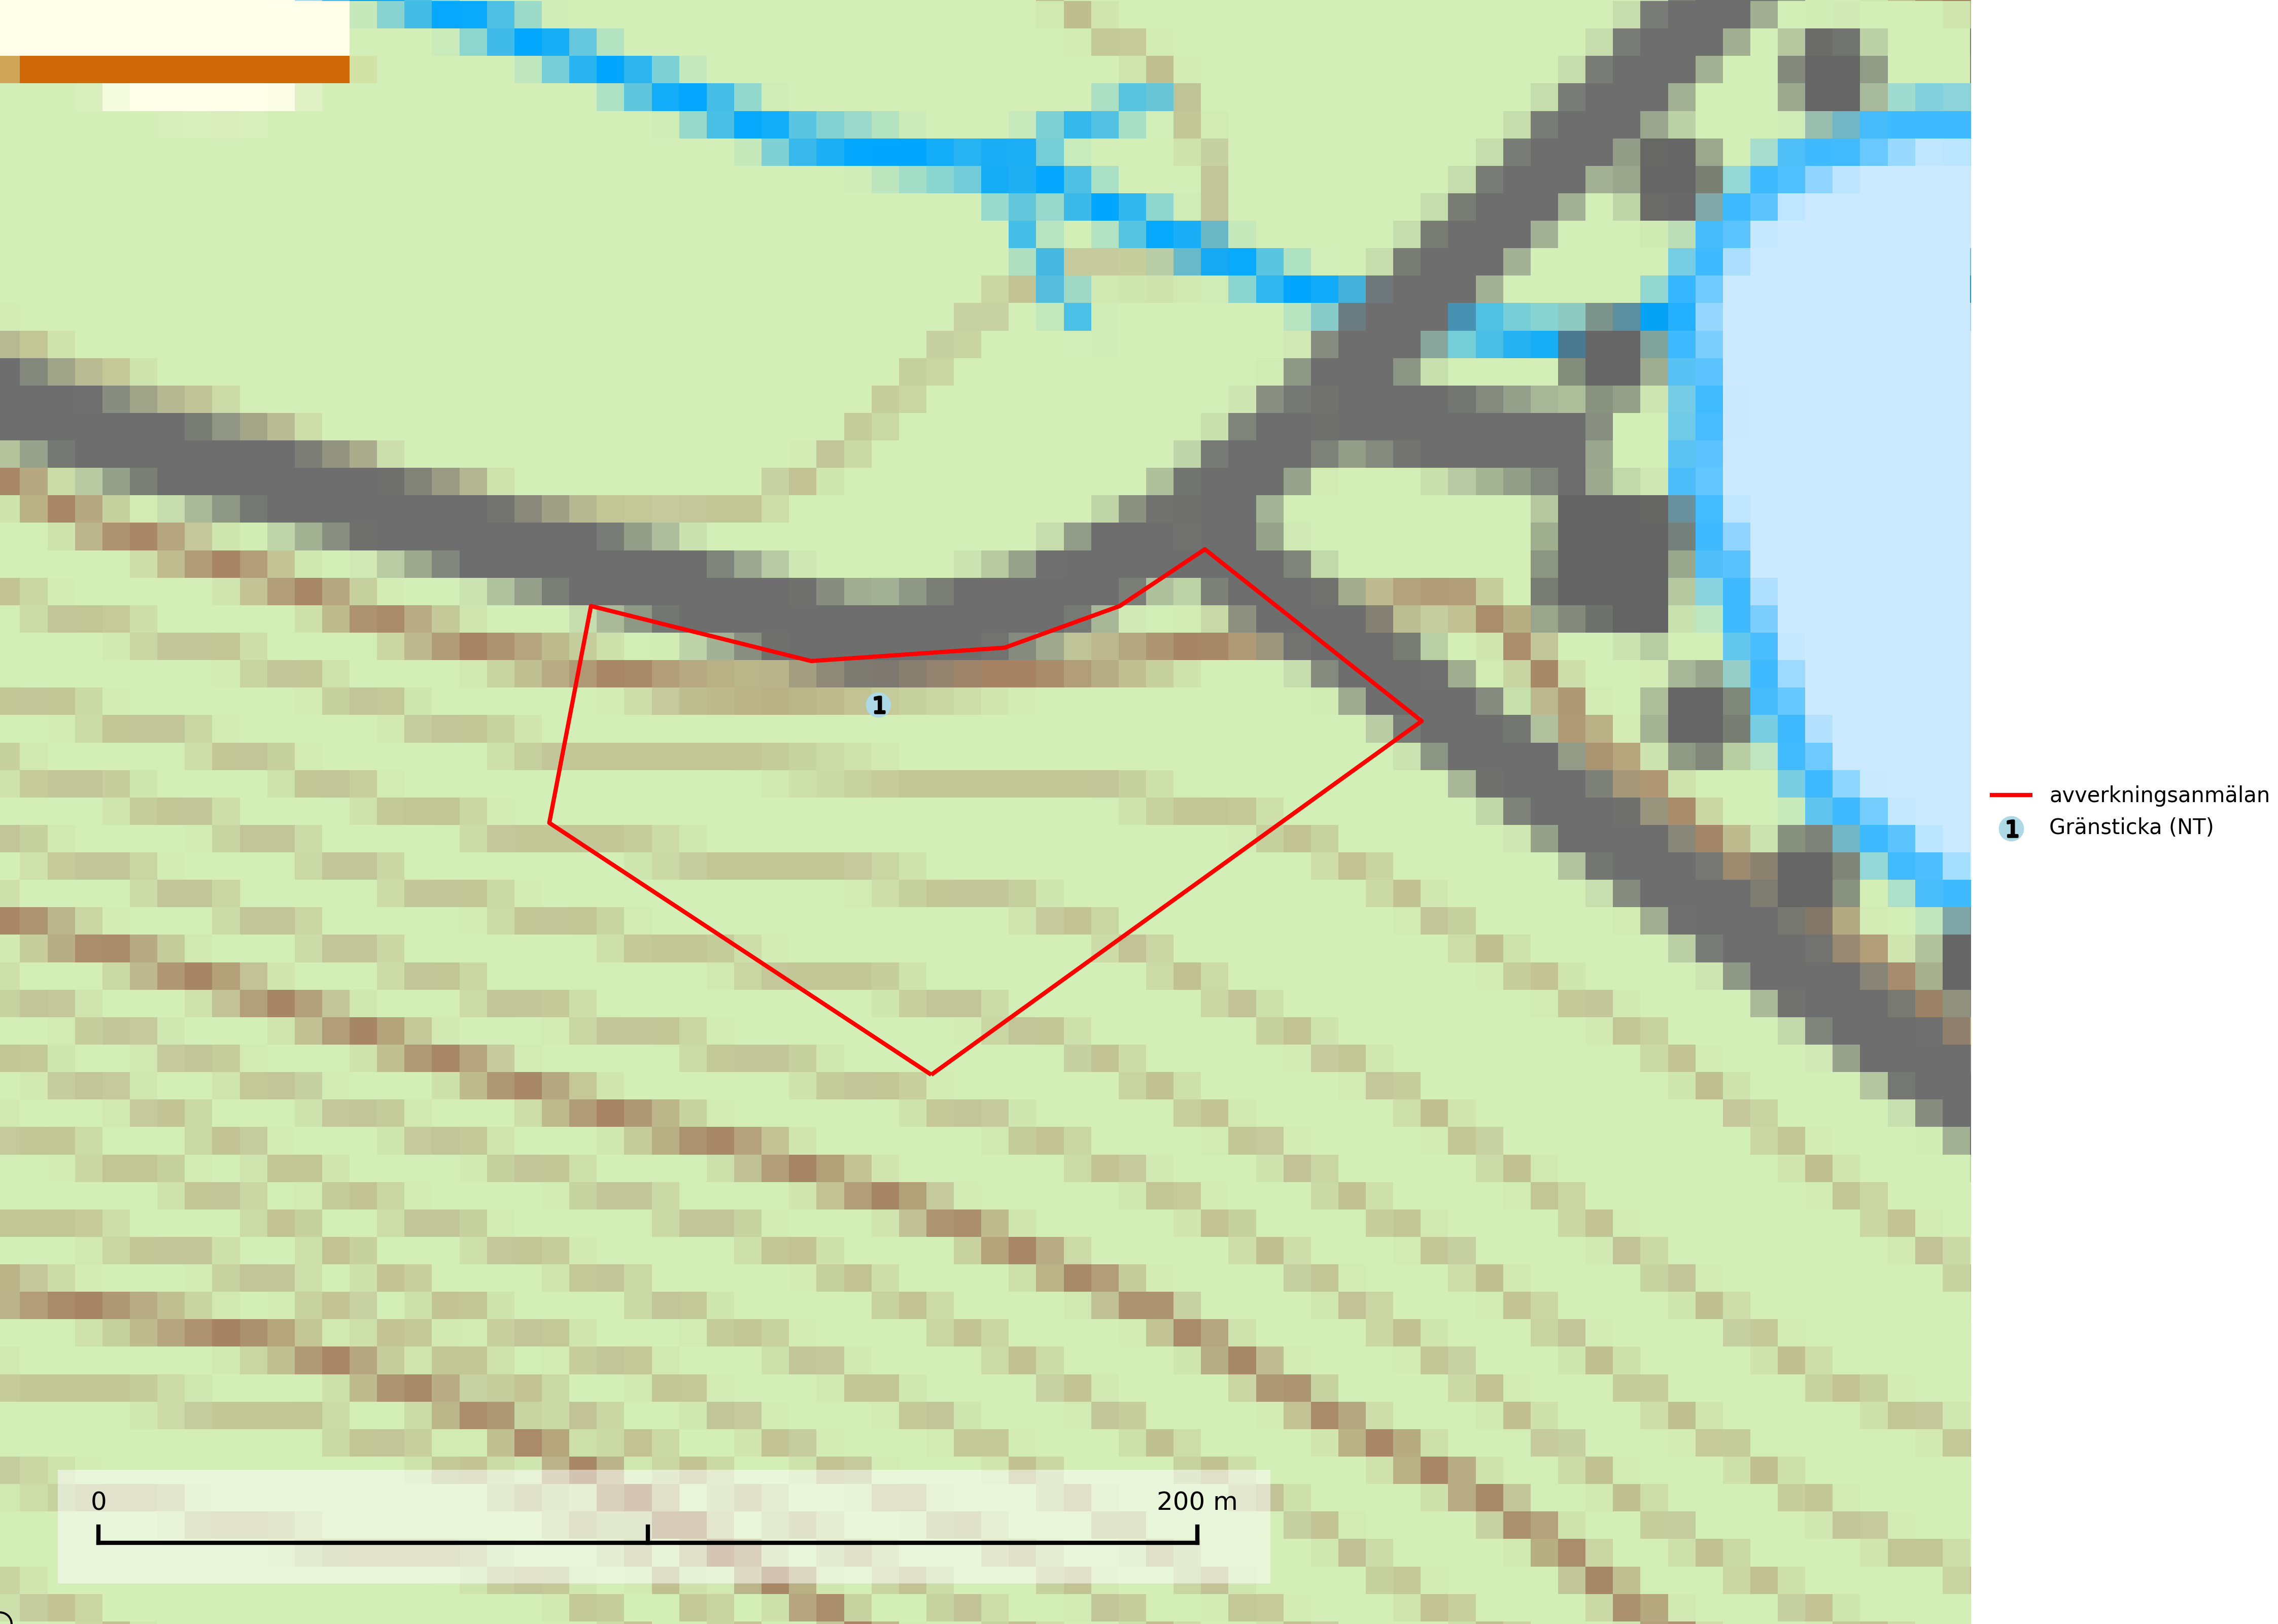 1
avverkningsanmälan
1 Gränsticka (NT)
0 200 m